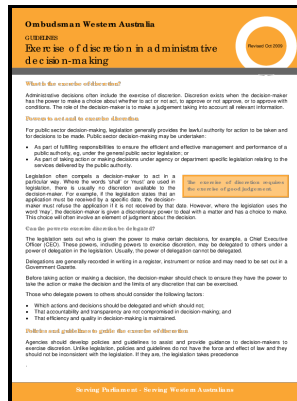 Ombudsman Western Australia
GUIDELINES
Exercise of discretion in administrative
decision-making
Revised Oct 2009
What is the exercise of discretion?
Administrative decisions often include the exercise of discretion. Discretion exists when the decision-maker
has the power to make a choice about whether to act or not act, to approve or not approve, or to approve with
conditions. The role of the decision-maker is to make a judgement taking into account all relevant information.
Powers to act and to exercise discretion
For public sector decision-making, legislation generally provides the lawful authority for action to be taken and
for decisions to be made. Public sector decision-making may be undertaken:
• As part of fulfilling responsibilities to ensure the efficient and effective management and performance of a
public authority, eg. under the general public sector legislation; or
• As part of taking action or making decisions under agency or department specific legislation relating to the
services delivered by the public authority.
Legislation often compels a decision-maker to act in a
particular way. Where the words 'shall' or 'must' are used in
legislation, there is usually no discretion available to the
decision-maker. For example, if the legislation states that an
application must be received by a specific date, the decision-
maker must refuse the application if it is not received by that date. However, where the legislation uses the
word 'may', the decision-maker is given a discretionary power to deal with a matter and has a choice to make.
This choice will often involve an element of judgment about the decision.
The exercise of discretion requires
the exercise of good judgement.
Can the power to exercise discretion be delegated?
The legislation sets out who is given the power to make certain decisions, for example, a Chief Executive
Officer (CEO). These powers, including powers to exercise discretion, may be delegated to others under a
power of delegation in the legislation. Usually, the power of delegation cannot be delegated.
Delegations are generally recorded in writing in a register, instrument or notice and may need to be set out in a
Government Gazette.
Before taking action or making a decision, the decision-maker should check to ensure they have the power to
take the action or make the decision and the limits of any discretion that can be exercised.
Those who delegate powers to others should consider the following factors:
• Which actions and decisions should be delegated and which should not;
• That accountability and transparency are not compromised in decision-making; and
• That efficiency and quality in decision-making is maintained.
Policies and guidelines to guide the exercise of discretion
Agencies should develop policies and guidelines to assist and provide guidance to decision-makers to
exercise discretion. Unlike legislation, policies and guidelines do not have the force and effect of law and they
should not be inconsistent with the legislation. If they are, the legislation takes precedence
.
Serving Parliament - Serving Western Australians